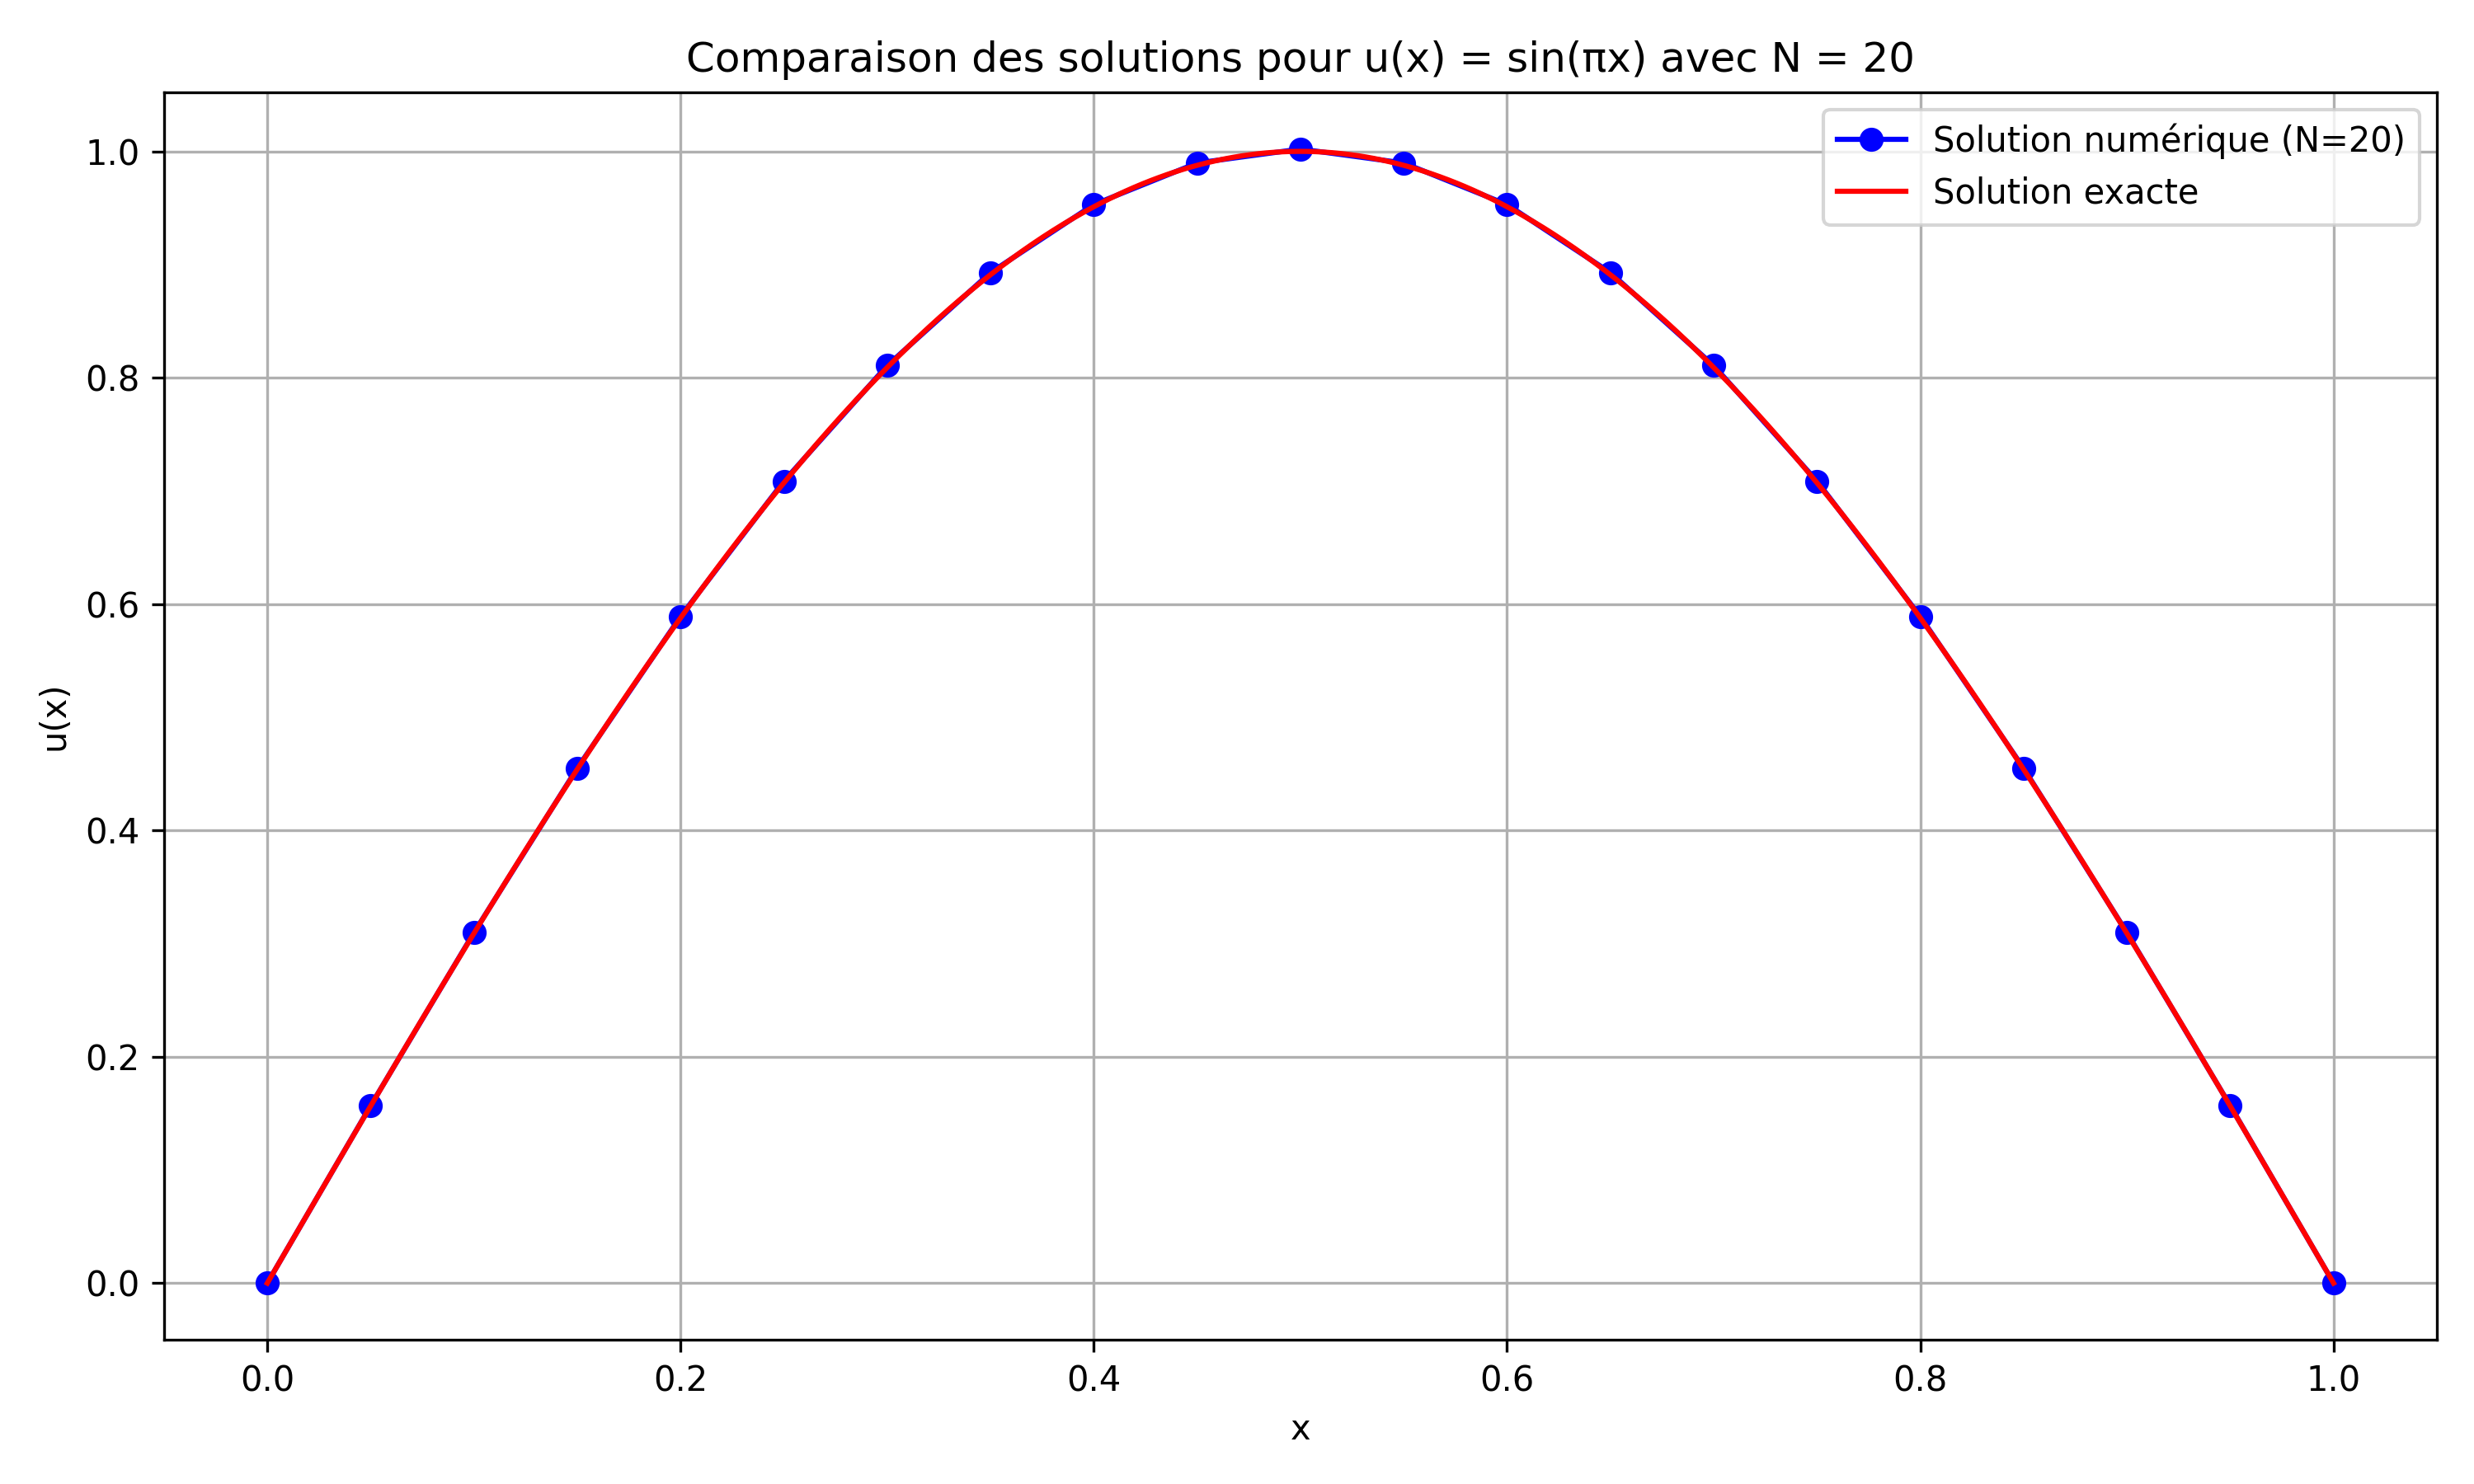 Comparaison des solutions pour u(x) = sin(πx) avec N = 20
Solution numérique (N=20)
Solution exacte
1.0
0.8
0.6
0.4
0.2
0.0
u(x)
0.0 0.2 0.4 0.6 0.8 1.0
x